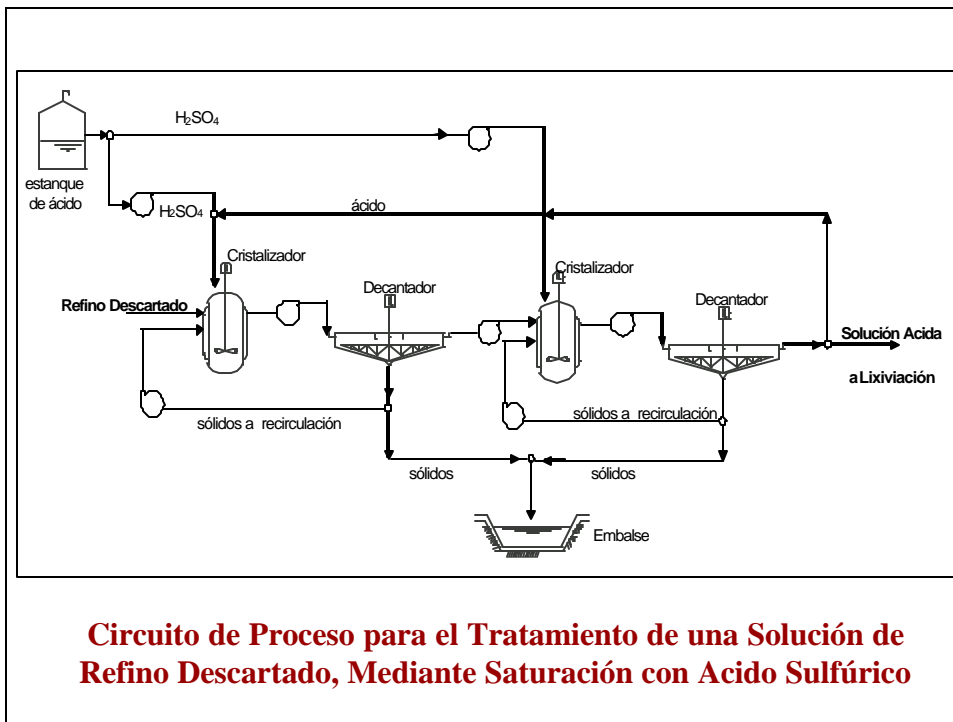 H₂SO₄
estanque
de ácido
H₂SO₄
ácido
Cristalizador
Cristalizador
Refino Descartado
Decantador
Decantador
Solución Acida
a Lixiviación
sólidos a recirculación
sólidos a recirculación
sólidos
sólidos
Embalse
Circuito de Proceso para el Tratamiento de una Solución de
Refino Descartado, Mediante Saturación con Acido Sulfúrico